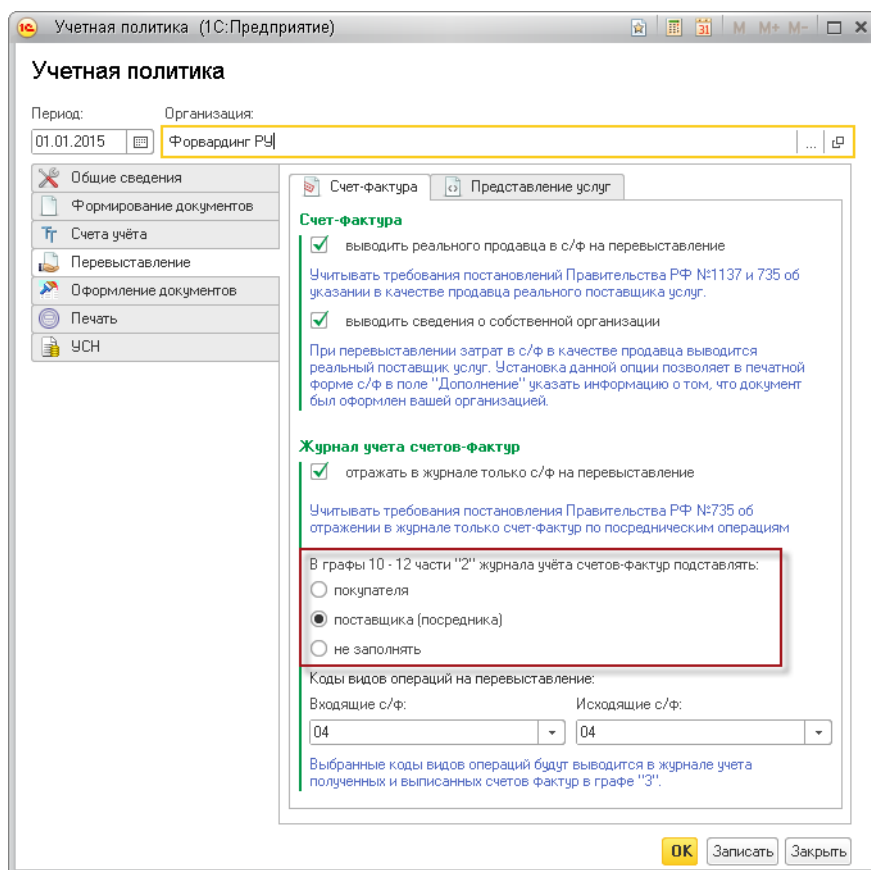 Учетная политика (1С:Предприятие)
31 M M+ M-
Учетная политика
Период: Организация:
01.01.2015 Форвардинг РУ ...
Общие сведения
Формирование документов
Счета учёта
Перевыставление
Оформление документов
Печать
УСН
Счет-фактура Представление услуг
Счет-фактура
выводить реального продавца в с/ф на перевыставление
Учитывать требования постановлений Правительства РФ №1137 и 735 об
указании в качестве продавца реального поставщика услуг.
выводить сведения о собственной организации
При перевыставлении затрат в с/ф в качестве продавца выводится
реальный поставщик услуг. Установка данной опции позволяет в печатной
форме с/ф в поле "Дополнение" указать информацию о том, что документ
был оформлен вашей организацией.
Журнал учета счетов-фактур
отражать в журнале только с/ф на перевыставление
Учитывать требования постановления Правительства РФ №735 об
отражении в журнале только счет-фактур по посредническим операциям
В графы 10 - 12 части "2" журнала учёта счетов-фактур подставлять:
покупателя
поставщика (посредника)
не заполнять
Коды видов операций на перевыставление:
Входящие с/ф: Исходящие с/ф:
04 04
Выбранные коды видов операций будут выводится в журнале учета
полученных и выписанных счетов фактур в графе "3".
ОК Записать Закрыть